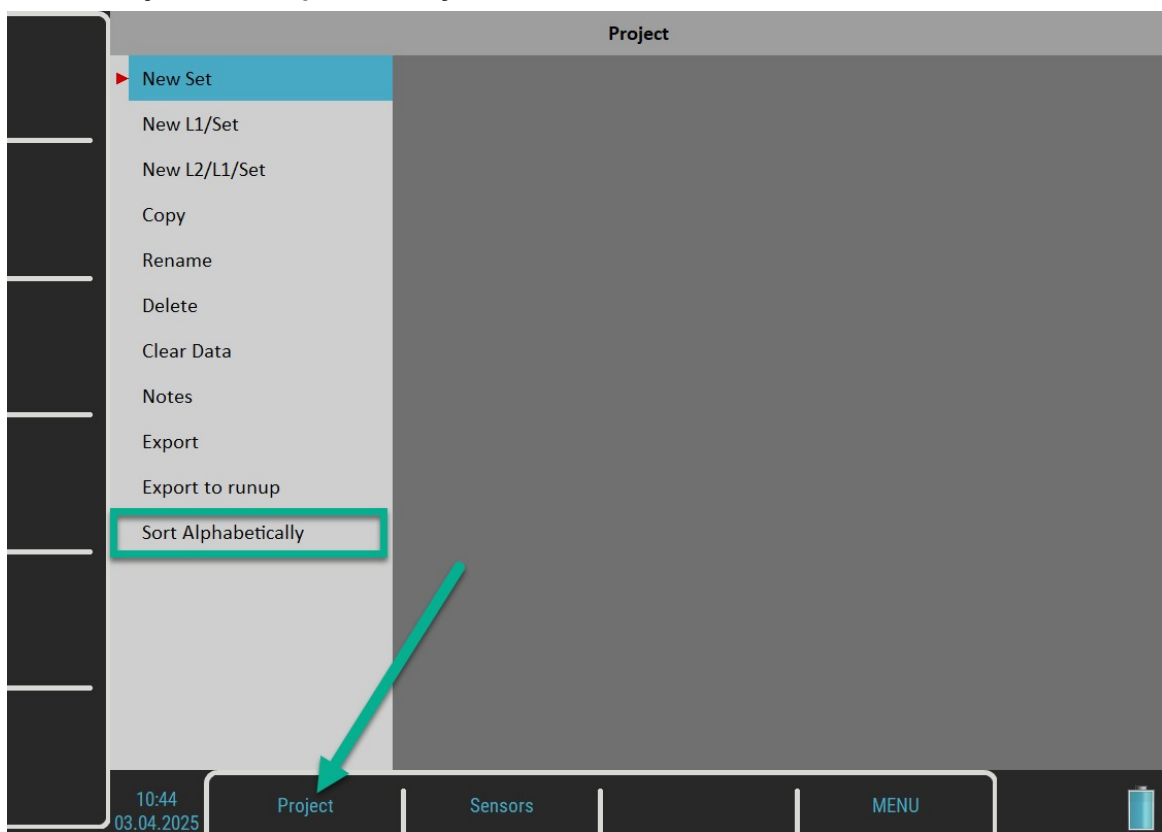 Project
New Set
New L1/Set
New L2/L1/Set
Copy
Rename
Delete
Clear Data
Notes
Export
Export to runup
Sort Alphabetically
10:44
03.04.2025
Project
Sensors
MENU